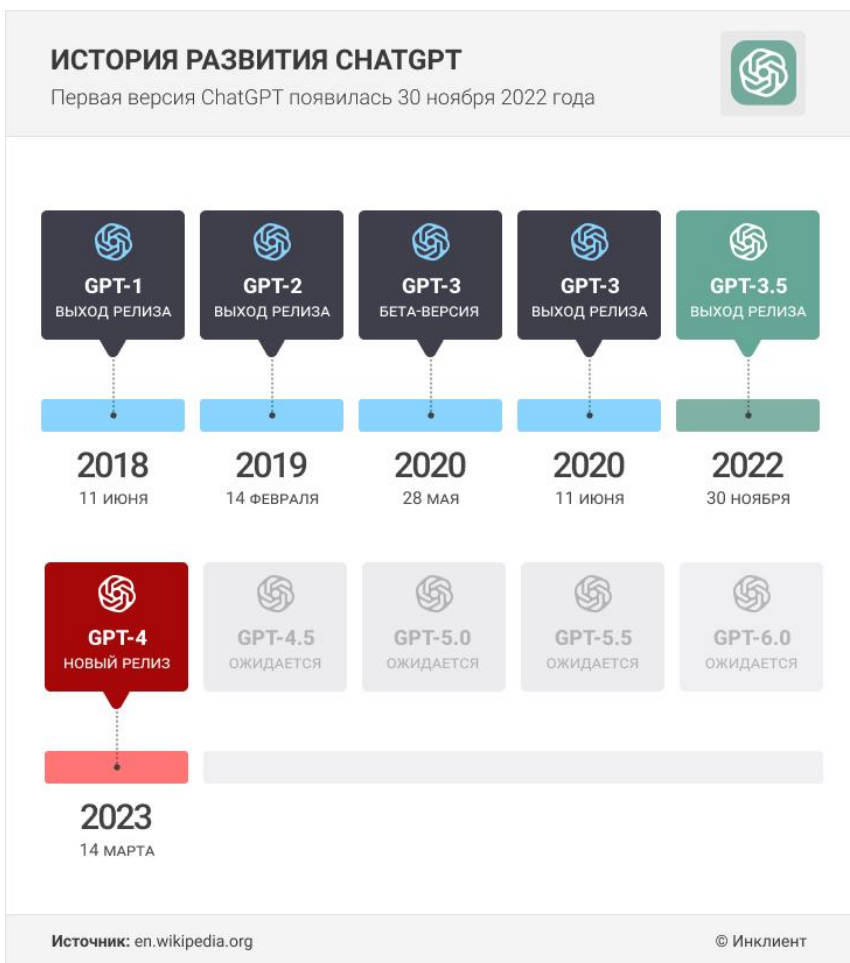 ИСТОРИЯ РАЗВИТИЯ CHATGPT
Первая версия ChatGPT появилась 30 ноября 2022 года
GPT-1
ВЫХОД РЕЛИЗА
GPT-2
ВЫХОД РЕЛИЗА
GPT-3
БЕТА-ВЕРСИЯ
GPT-3
ВЫХОД РЕЛИЗА
GPT-3.5
ВЫХОД РЕЛИЗА
2018
11 ИЮНЯ
2019
14 ФЕВРАЛЯ
2020
28 МАЯ
2020
11 ИЮНЯ
2022
30 НОЯБРЯ
GPT-4
НОВЫЙ РЕЛИЗ
GPT-4.5
ОЖИДАЕТСЯ
GPT-5.0
ОЖИДАЕТСЯ
GPT-5.5
ОЖИДАЕТСЯ
GPT-6.0
ОЖИДАЕТСЯ
2023
14 МАРТА
Источник: en.wikipedia.org
© Инклиент